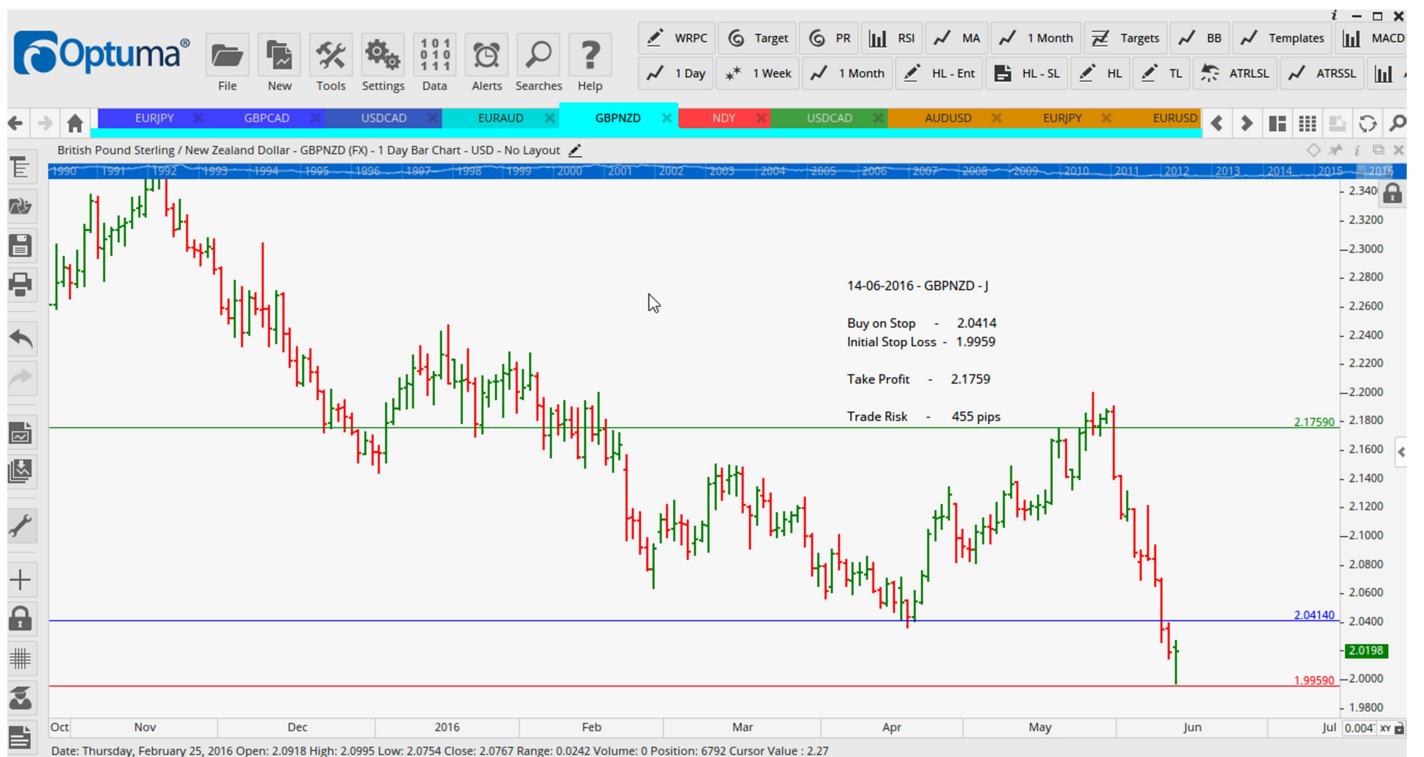 Optuma®
File New Tools Settings Data Alerts Searches Help
WRPC Target PR RSI MA 1 Month Targets BB Templates MACD
1 Day 1 Week 1 Month HL - Ent HL - SL HL TL ATRLSL ATRSSL
EURJPY GBPCAD USDCAD EURAUD GBPNZD NDY USDCAD AUDUSD EURJPY EURUSD
British Pound Sterling / New Zealand Dollar - GBPNZD (FX) - 1 Day Bar Chart - USD - No Layout
1990 1991 1992 1993 1994 1995 1996 1997 1998 1999 2000 2001 2002 2003 2004 2005 2006 2007 2008 2009 2010 2011 2012 2013 2014 2015 2016
2.340
2.3200
2.3000
2.2800
14-06-2016 - GBPNZD - J
2.2600
Buy on Stop - 2.0414
2.2400
Initial Stop Loss - 1.9959
2.2200
Take Profit - 2.1759
2.2000
Trade Risk - 455 pips
2.17590
2.1800
2.1600
2.1400
2.1200
2.1000
2.0800
2.0600
2.04140
2.0400
2.0198
1.99590
2.0000
1.9800
Oct Nov Dec 2016 Feb Mar Apr May Jun Jul 0.004 XY
Date: Thursday, February 25, 2016 Open: 2.0918 High: 2.0995 Low: 2.0754 Close: 2.0767 Range: 0.0242 Volume: 0 Position: 6792 Cursor Value : 2.27